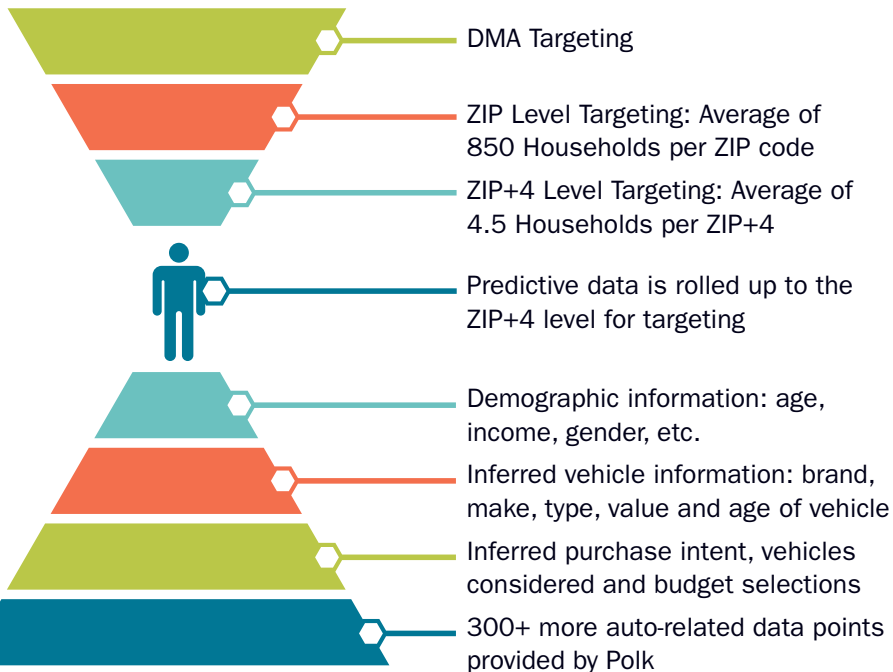 DMA Targeting
ZIP Level Targeting: Average of
850 Households per ZIP code
ZIP+4 Level Targeting: Average of
4.5 Households per ZIP+4
Predictive data is rolled up to the
ZIP+4 level for targeting
Demographic information: age,
income, gender, etc.
Inferred vehicle information: brand,
make, type, value and age of vehicle
Inferred purchase intent, vehicles
considered and budget selections
300+ more auto-related data points
provided by Polk